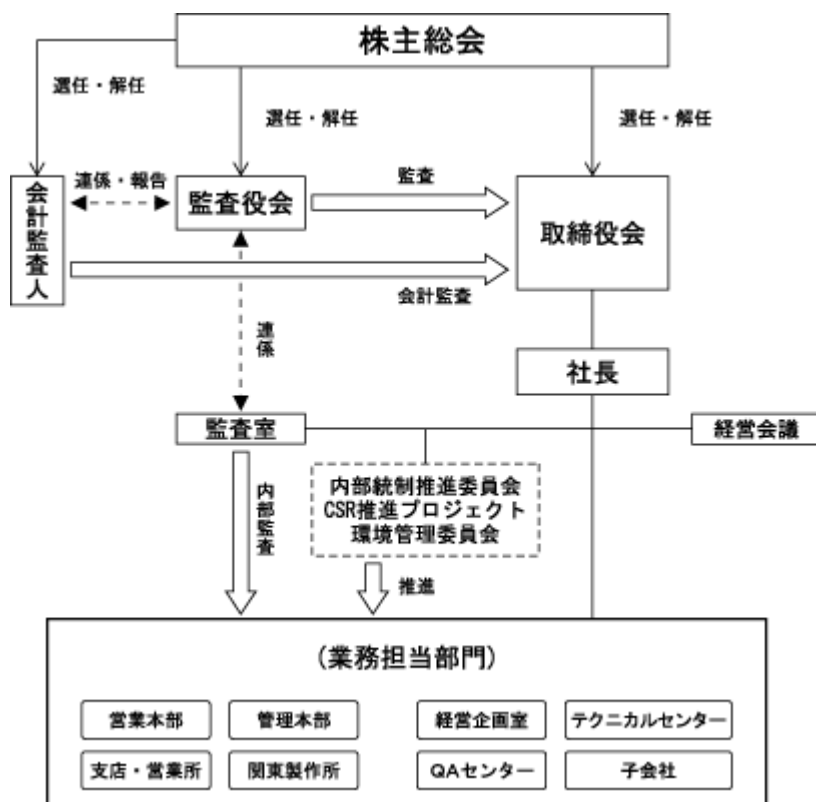 株主総会
選任・解任
選任・解任
選任・解任
会計監査人
連係・報告
監査役会
監査
取締役会
会計監査
連係
社長
監査室
経営会議
内部監査
内部統制推進委員会
CSR推進プロジェクト
環境管理委員会
推進
(業務担当部門)
営業本部
管理本部
経営企画室
テクニカルセンター
支店・営業所
関東製作所
QAセンター
子会社